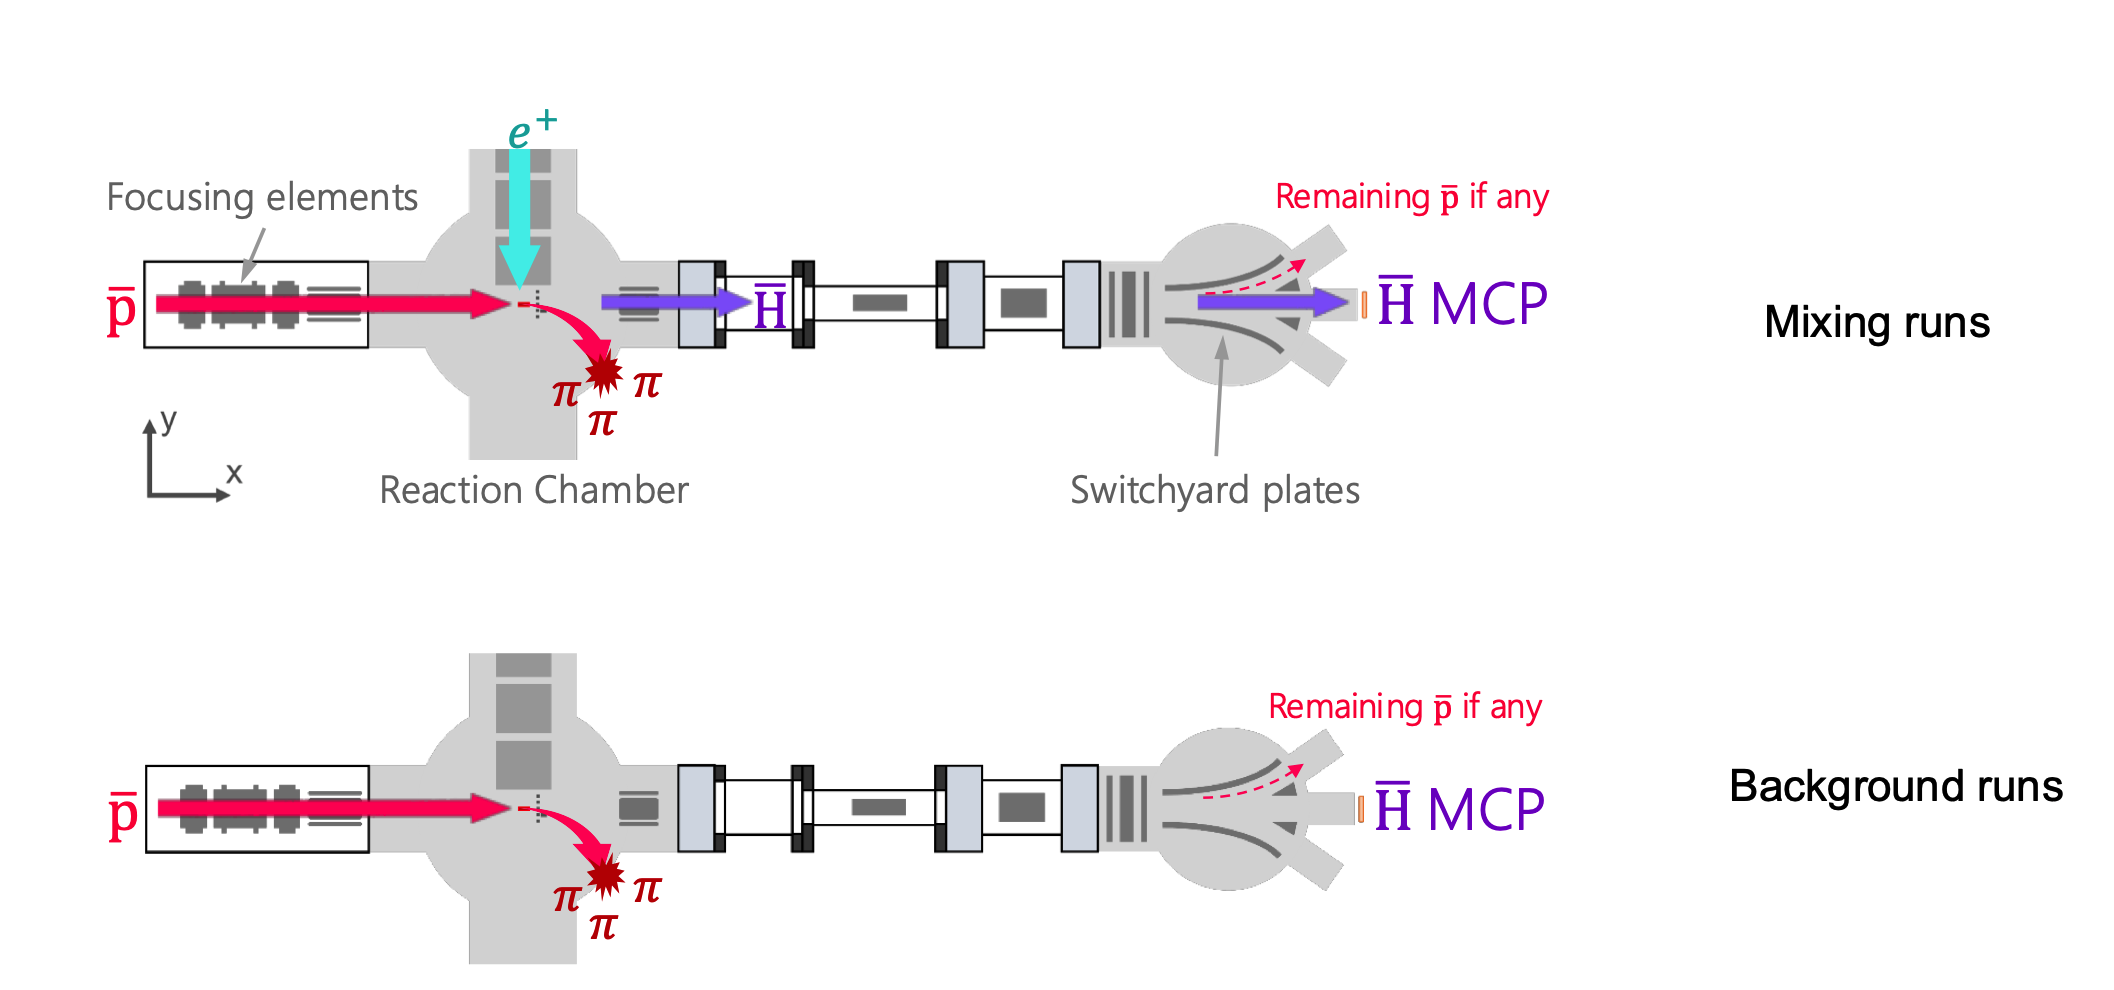 e⁺
Focusing elements
Remaining p̅ if any
p̅
H̅
H̅ MCP
Mixing runs
π π
π
y
x
Reaction Chamber
Switchyard plates
Remaining p̅ if any
p̅
H̅ MCP
Background runs
π π
π